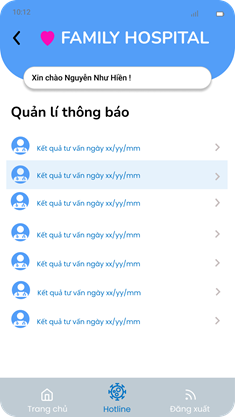 10:12
FAMILY HOSPITAL
Xin chào Nguyễn Như Hiền !
Quản lí thông báo
Kết quả tư vấn ngày xx/yy/mm
Kết quả tư vấn ngày xx/yy/mm
Kết quả tư vấn ngày xx/yy/mm
Kết quả tư vấn ngày xx/yy/mm
Kết quả tư vấn ngày xx/yy/mm
Kết quả tư vấn ngày xx/yy/mm
Kết quả tư vấn ngày xx/yy/mm
Trang chủ Hotline Đăng xuất